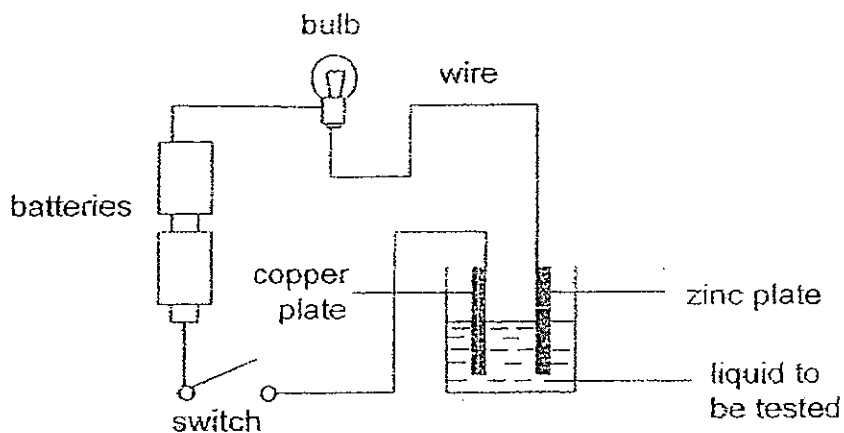 bulb
wire
batteries
copper
plate
zinc plate
liquid to
be tested
switch